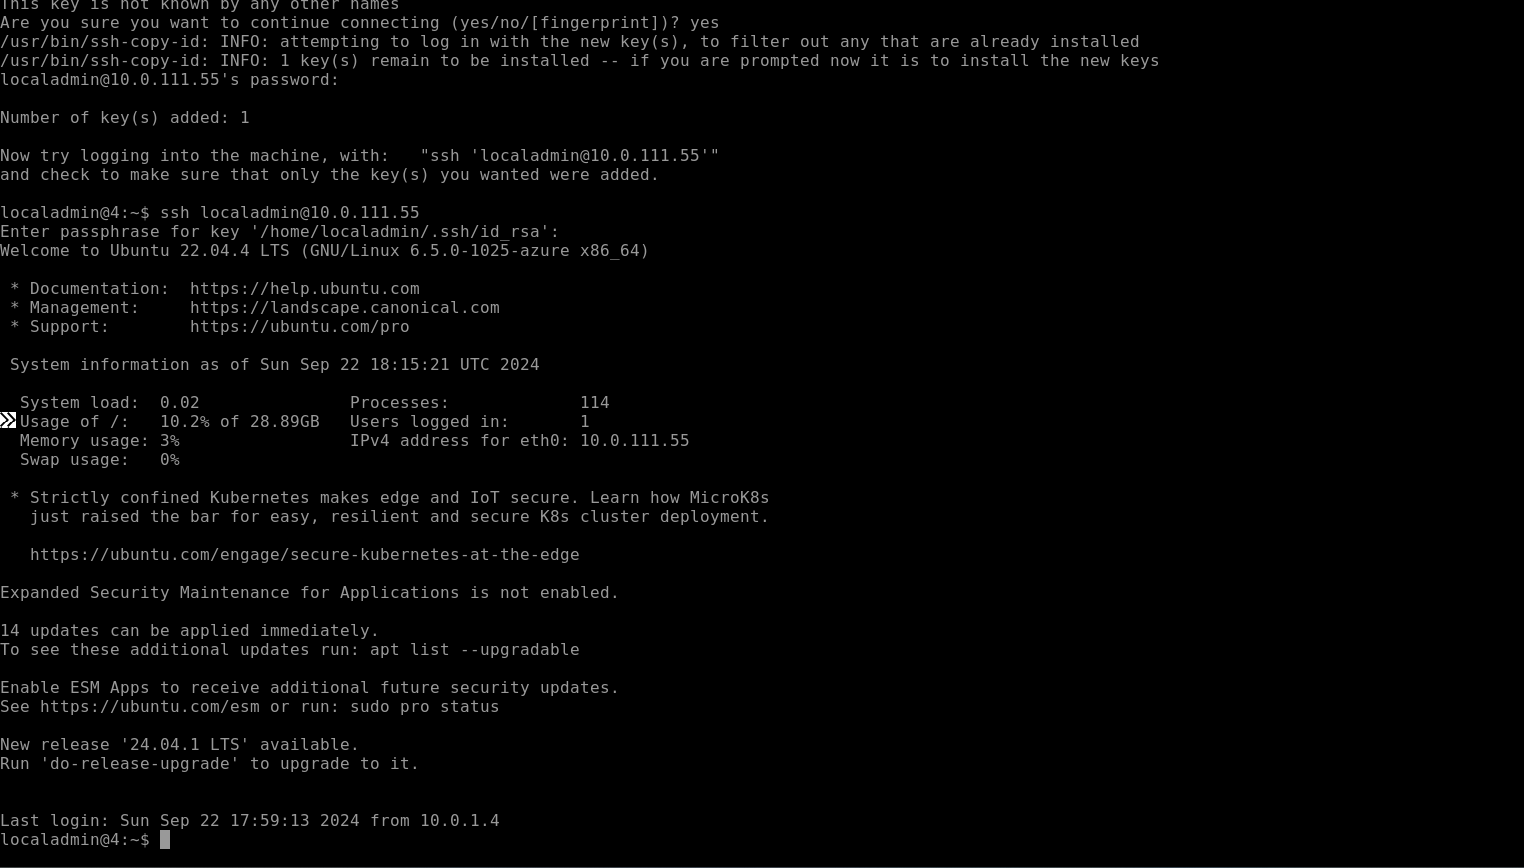 This key is not known by any other names
Are you sure you want to continue connecting (yes/no/[fingerprint])? yes
/usr/bin/ssh-copy-id: INFO: attempting to log in with the new key(s), to filter out any that are already installed
/usr/bin/ssh-copy-id: INFO: 1 key(s) remain to be installed -- if you are prompted now it is to install the new keys
localadmin@10.0.111.55's password:

Number of key(s) added: 1

Now try logging into the machine, with:   "ssh 'localadmin@10.0.111.55'"
and check to make sure that only the key(s) you wanted were added.

localadmin@4:~$ ssh localadmin@10.0.111.55
Enter passphrase for key '/home/localadmin/.ssh/id_rsa':
Welcome to Ubuntu 22.04.4 LTS (GNU/Linux 6.5.0-1025-azure x86_64)

 * Documentation:  https://help.ubuntu.com
 * Management:     https://landscape.canonical.com
 * Support:        https://ubuntu.com/pro

 System information as of Sun Sep 22 18:15:21 UTC 2024

  System load:  0.02               Processes:             114
  Usage of /:   10.2% of 28.89GB   Users logged in:       1
  Memory usage: 3%                 IPv4 address for eth0: 10.0.111.55
  Swap usage:   0%

 * Strictly confined Kubernetes makes edge and IoT secure. Learn how MicroK8s
   just raised the bar for easy, resilient and secure K8s cluster deployment.

   https://ubuntu.com/engage/secure-kubernetes-at-the-edge

Expanded Security Maintenance for Applications is not enabled.

14 updates can be applied immediately.
To see these additional updates run: apt list --upgradable

Enable ESM Apps to receive additional future security updates.
See https://ubuntu.com/esm or run: sudo pro status

New release '24.04.1 LTS' available.
Run 'do-release-upgrade' to upgrade to it.


Last login: Sun Sep 22 17:59:13 2024 from 10.0.1.4
localadmin@4:~$